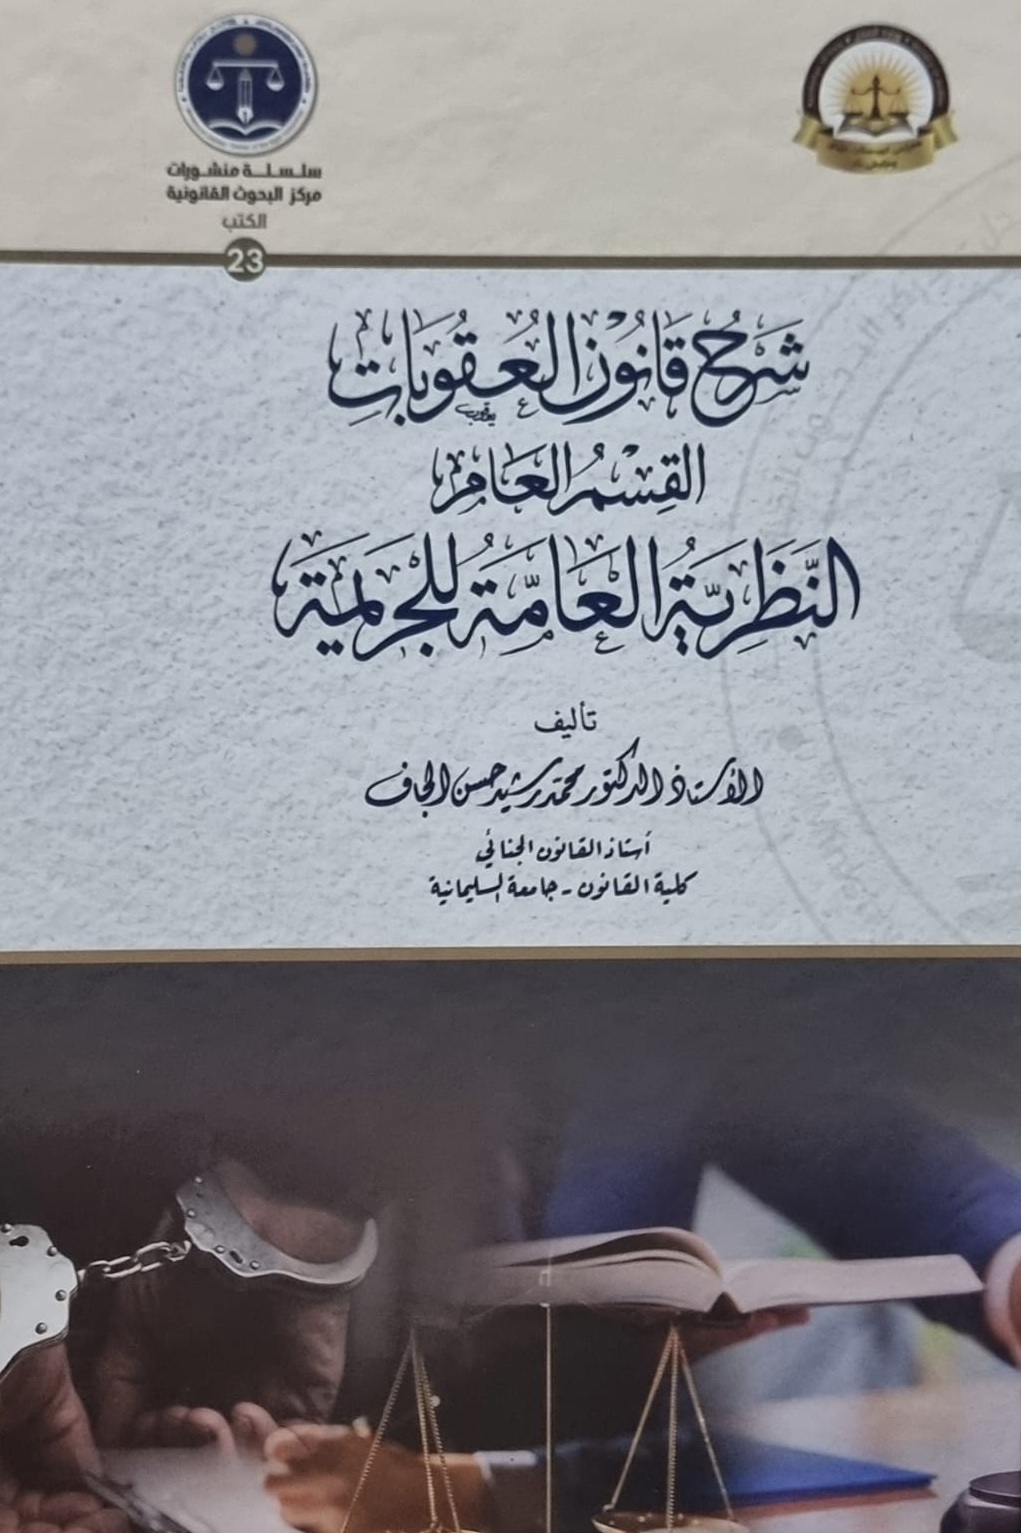 سلسلة منشورات
مركز البحوث القانونية
الكتب
23
شرح قانون العقوبات
القسم العام
النظرية العامة للجريمة
تأليف
الأستاذ الدكتور محمد رشيد حسن الجاف
أستاذ القانون الجنائي
كلية القانون - جامعة السليمانية